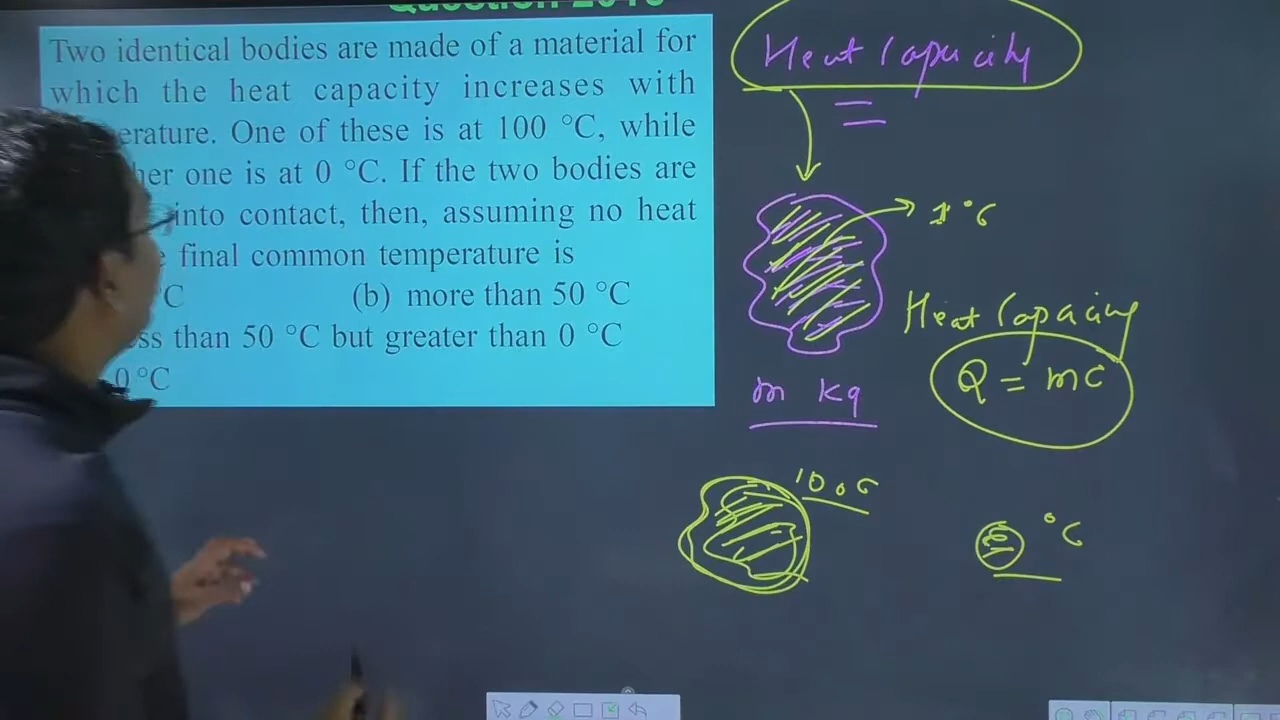 Two identical bodies are made of a material for
which the heat capacity increases with
erature. One of these is at 100 °C, while
her one is at 0 °C. If the two bodies are
into contact, then, assuming no heat
final common temperature is
°C (b) more than 50 °C
ss than 50 °C but greater than 0 °C
0 °C
Heat Capacity
1 °C
Heat Capacity
Q = mC
m kg
100
°C